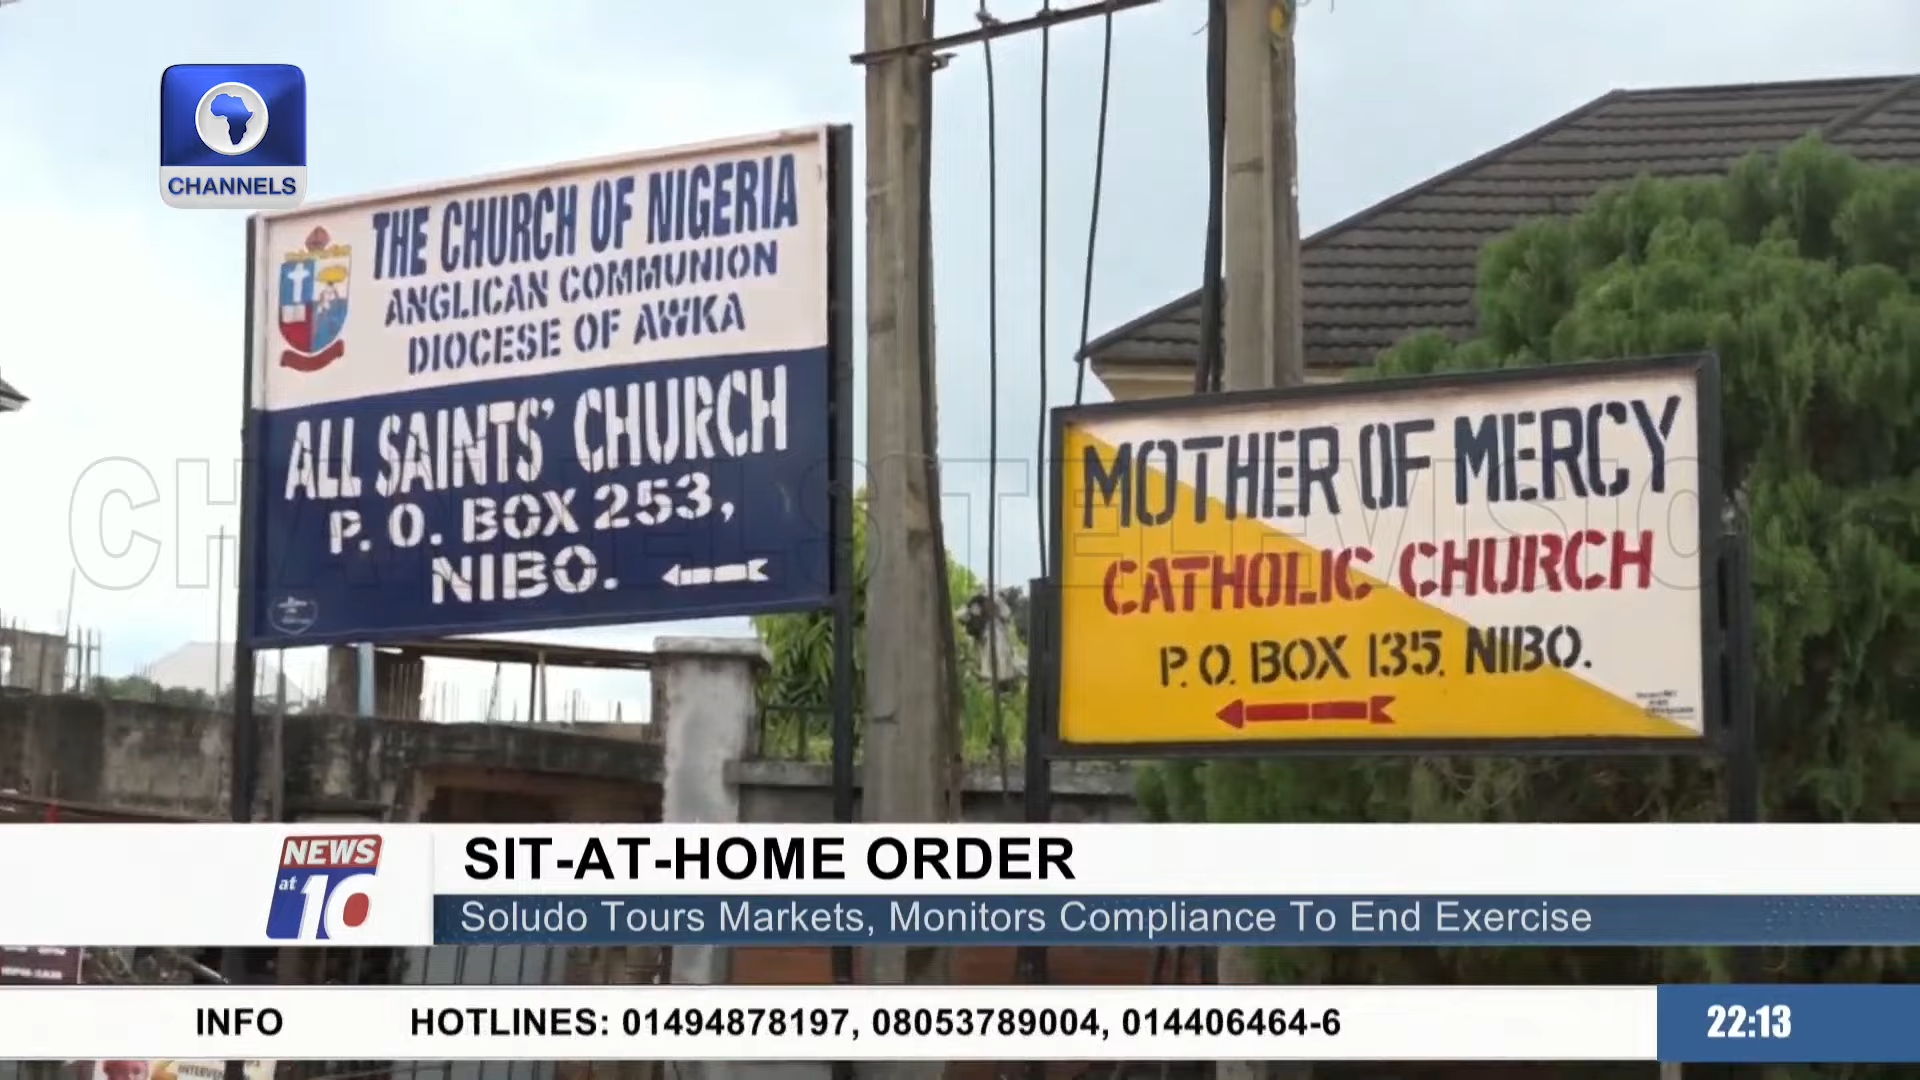 CHANNELS
THE CHURCH OF NIGERIA
ANGLICAN COMMUNION
DIOCESE OF AWKA
ALL SAINTS' CHURCH
P. O. BOX 253,
NIBO.
MOTHER OF MERCY
CATHOLIC CHURCH
P. O. BOX 135, NIBO.
CHANNELS TELEVISIO
NEWS
at
10
SIT-AT-HOME ORDER
Soludo Tours Markets, Monitors Compliance To End Exercise
INFO
HOTLINES: 01494878197, 08053789004, 014406464-6
22:13